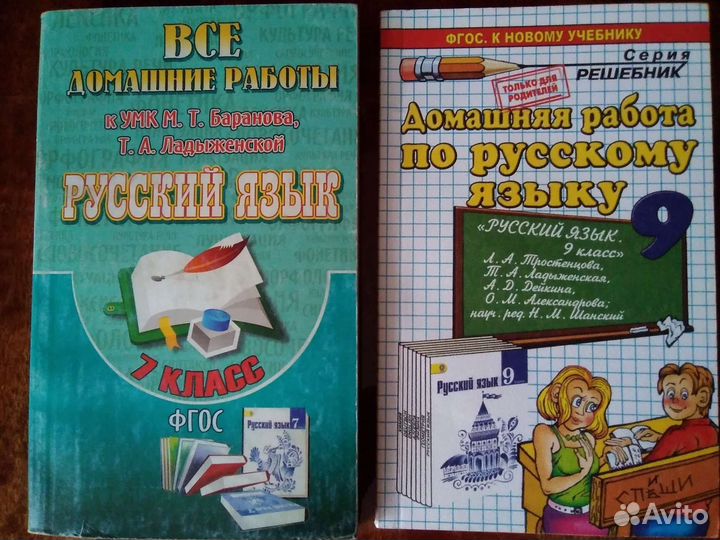 ВСЕ
ДОМАШНИЕ РАБОТЫ
к УМК М. Т. Баранова,
Т. А. Ладыженской
РУССКИЙ ЯЗЫК
7 КЛАСС
ФГОС
Русский язык 7
ФГОС. К НОВОМУ УЧЕБНИКУ
Серия
РЕШЕБНИК
ТОЛЬКО ДЛЯ
РОДИТЕЛЕЙ
Домашняя работа
по русскому
языку 9
«РУССКИЙ ЯЗЫК.
9 КЛАСС»
Л. А. Тростенцова,
Т. А. Ладыженская,
А. Д. Дейкина,
О. М. Александрова;
науч. ред. Н. М. Шанский
Русский язык 9
И
СПЕШИ
Avito